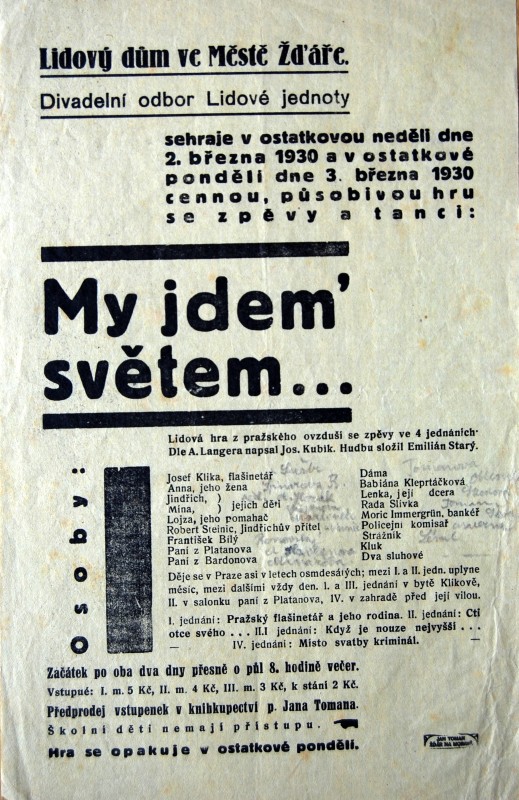 Lidový dům ve Městě Žďáře.
Divadelní odbor Lidové jednoty
sehraje v ostatkovou neděli dne
2. března 1930 a v ostatkové
pondělí dne 3. března 1930
cennou, působivou hru
se zpěvy a tanci:
My jdem'
světem...
Lidová hra z pražského ovzduší se zpěvy ve 4 jednáních-
Dle A. Langera napsal Jos. Kubík. Hudbu složil Emilián Starý.
Osoby:
Josef Klika, flašinetář
Anna, jeho žena
Jindřich, )
Mína, ) jejich děti
Lojza, jeho pomahač
Robert Steinic, Jindřichův přítel
František Bílý
Paní z Platanova
Paní z Bardonova
Dáma
Babiána Kleprtáčková
Lenka, její dcera
Rada Slívka
Moric Immergrün, bankéř
Policejní komisař
Strážník
Kluk
Dva sluhové
Děje se v Praze asi v letech osmdesátých; mezi I. a II. jedn. uplyne
měsíc, mezi dalšími vždy den. I. a III. jednání v bytě Klikově,
II. v salonku paní z Platanova, IV. v zahradě před její vilou.
I. jednání: Pražský flašinetář a jeho rodina. II. jednání: Cti
otce svého... II.I jednání: Když je nouze nejvyšší...
— IV. jednání: Místo svatby kriminál. —
Začátek po oba dva dny přesně o půl 8. hodině večer.
Vstupné: I. m. 5 Kč, II. m. 4 Kč, III. m. 3 Kč, k stání 2 Kč.
Předprodej vstupenek v knihkupectví p. Jana Tomana.
Školní děti nemají přístupu.
Hra se opakuje v ostatkové pondělí.
JAN TOMAN